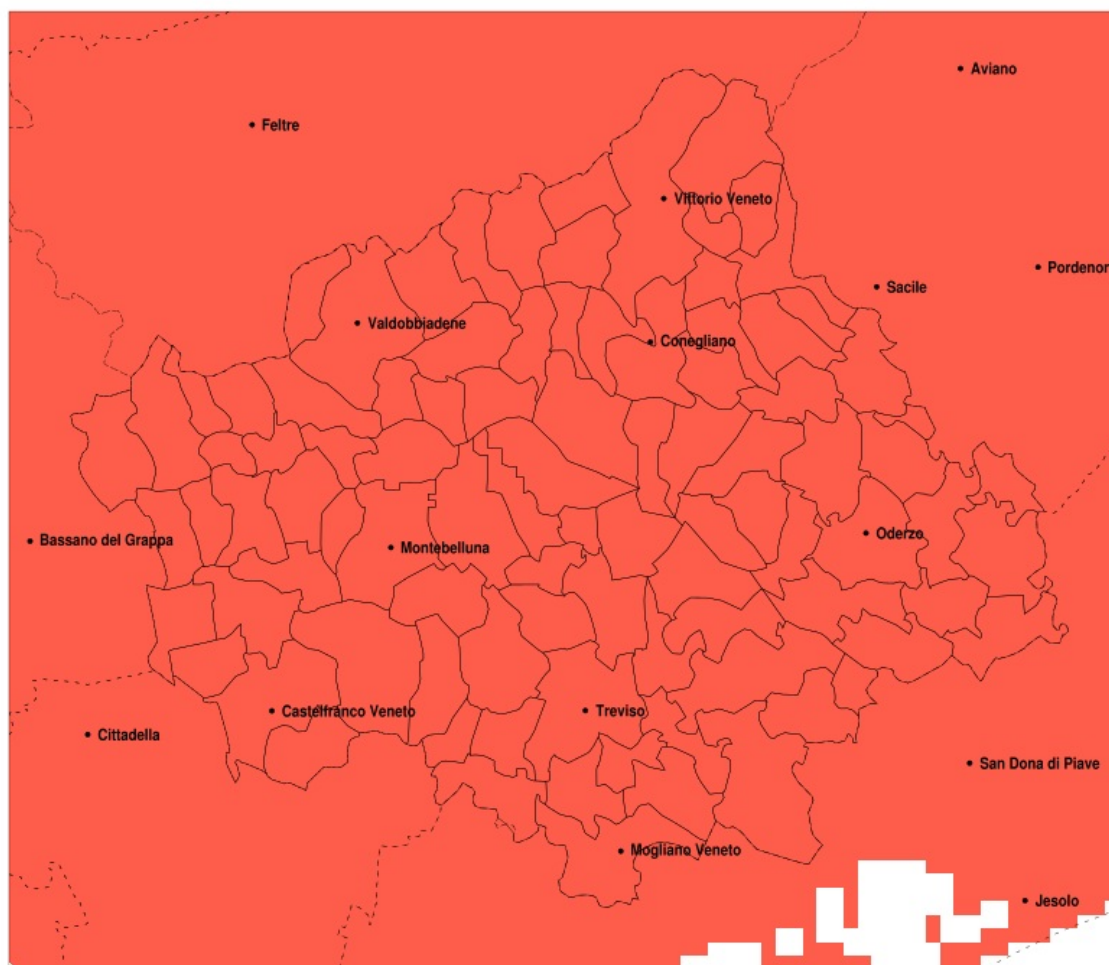 Aviano
Feltre
Vittorio Veneto
Pordenor
Sacile
Valdobbiadene
Conegliano
Oderzo
Bassano del Grappa
Montebelluna
Castelfranco Veneto
Treviso
Cittadella
San Dona di Piave
Mogliano Veneto
Jesolo